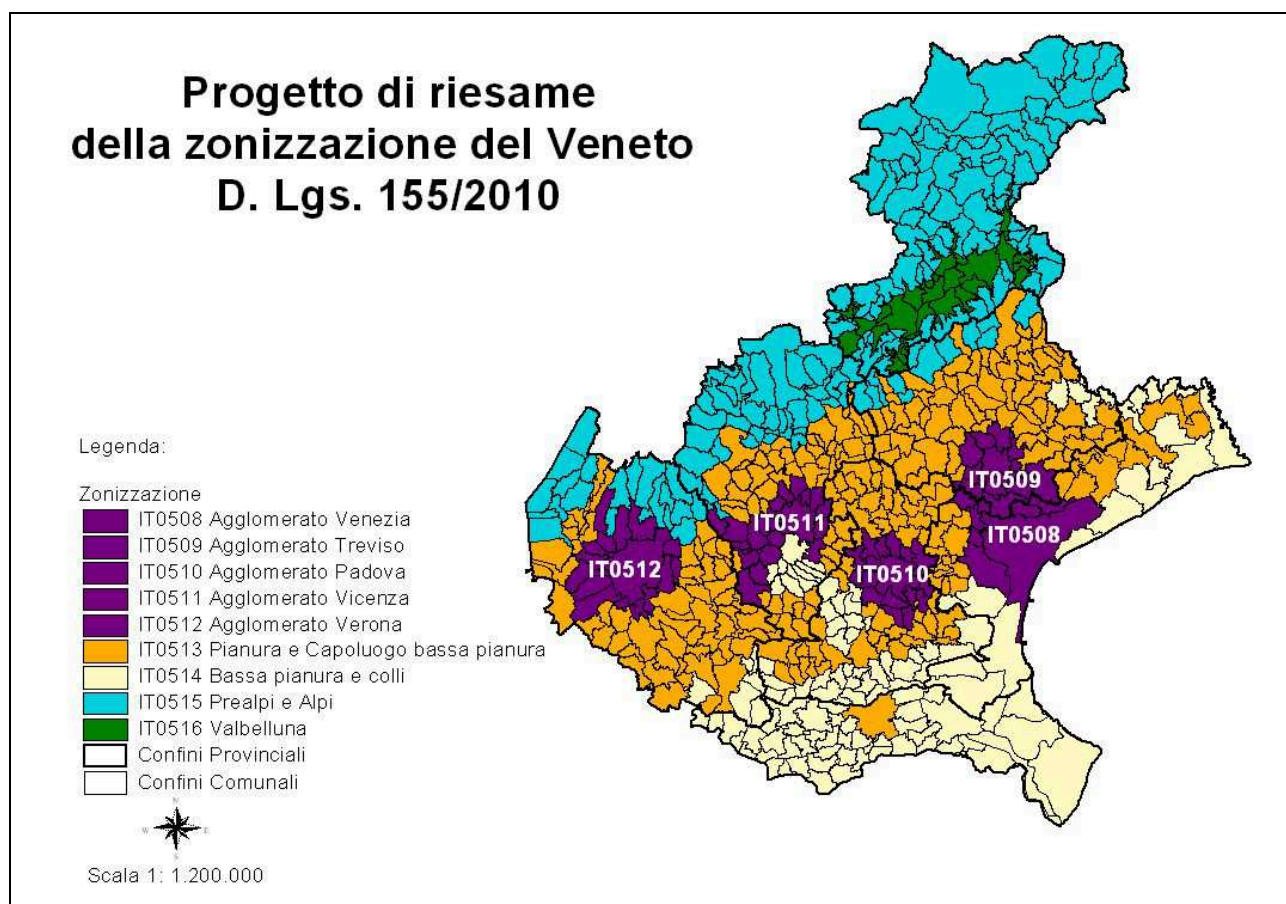 Progetto di riesame
della zonizzazione del Veneto
D. Lgs. 155/2010
Legenda:
Zonizzazione
IT0508 Agglomerato Venezia
IT0509 Agglomerato Treviso
IT0510 Agglomerato Padova
IT0511 Agglomerato Vicenza
IT0512 Agglomerato Verona
IT0513 Pianura e Capoluogo bassa pianura
IT0514 Bassa pianura e colli
IT0515 Prealpi e Alpi
IT0516 Valbelluna
Confini Provinciali
Confini Comunali
N
W
E
S
Scala 1: 1.200.000
IT0509
IT0511
IT0508
IT0512
IT0510